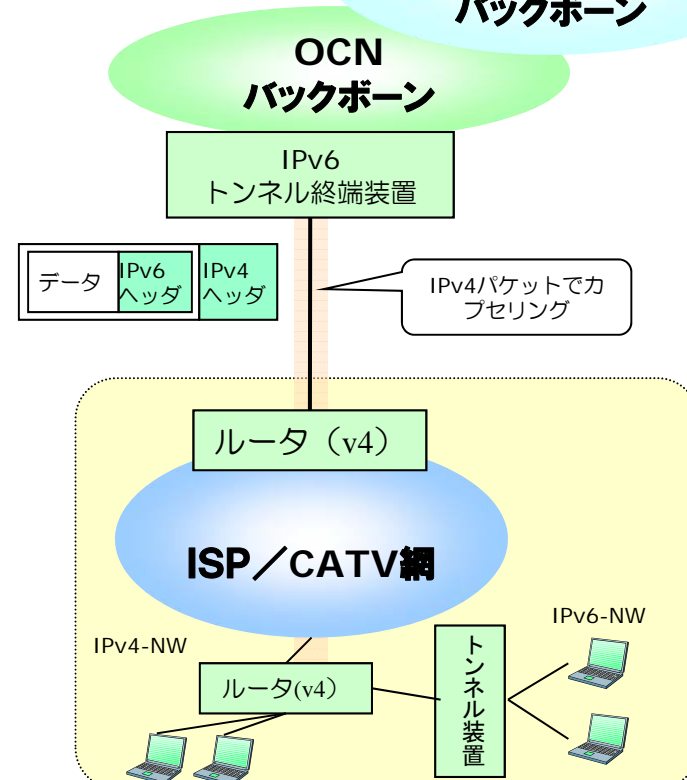 バックボーン
OCN
バックボーン
IPv6
トンネル終端装置
データ
IPv6
ヘッダ
IPv4
ヘッダ
IPv4パケットでカ
プセリング
ルータ（v4）
ISP／CATV網
IPv6-NW
IPv4-NW
ルータ(v4）
トンネル装置